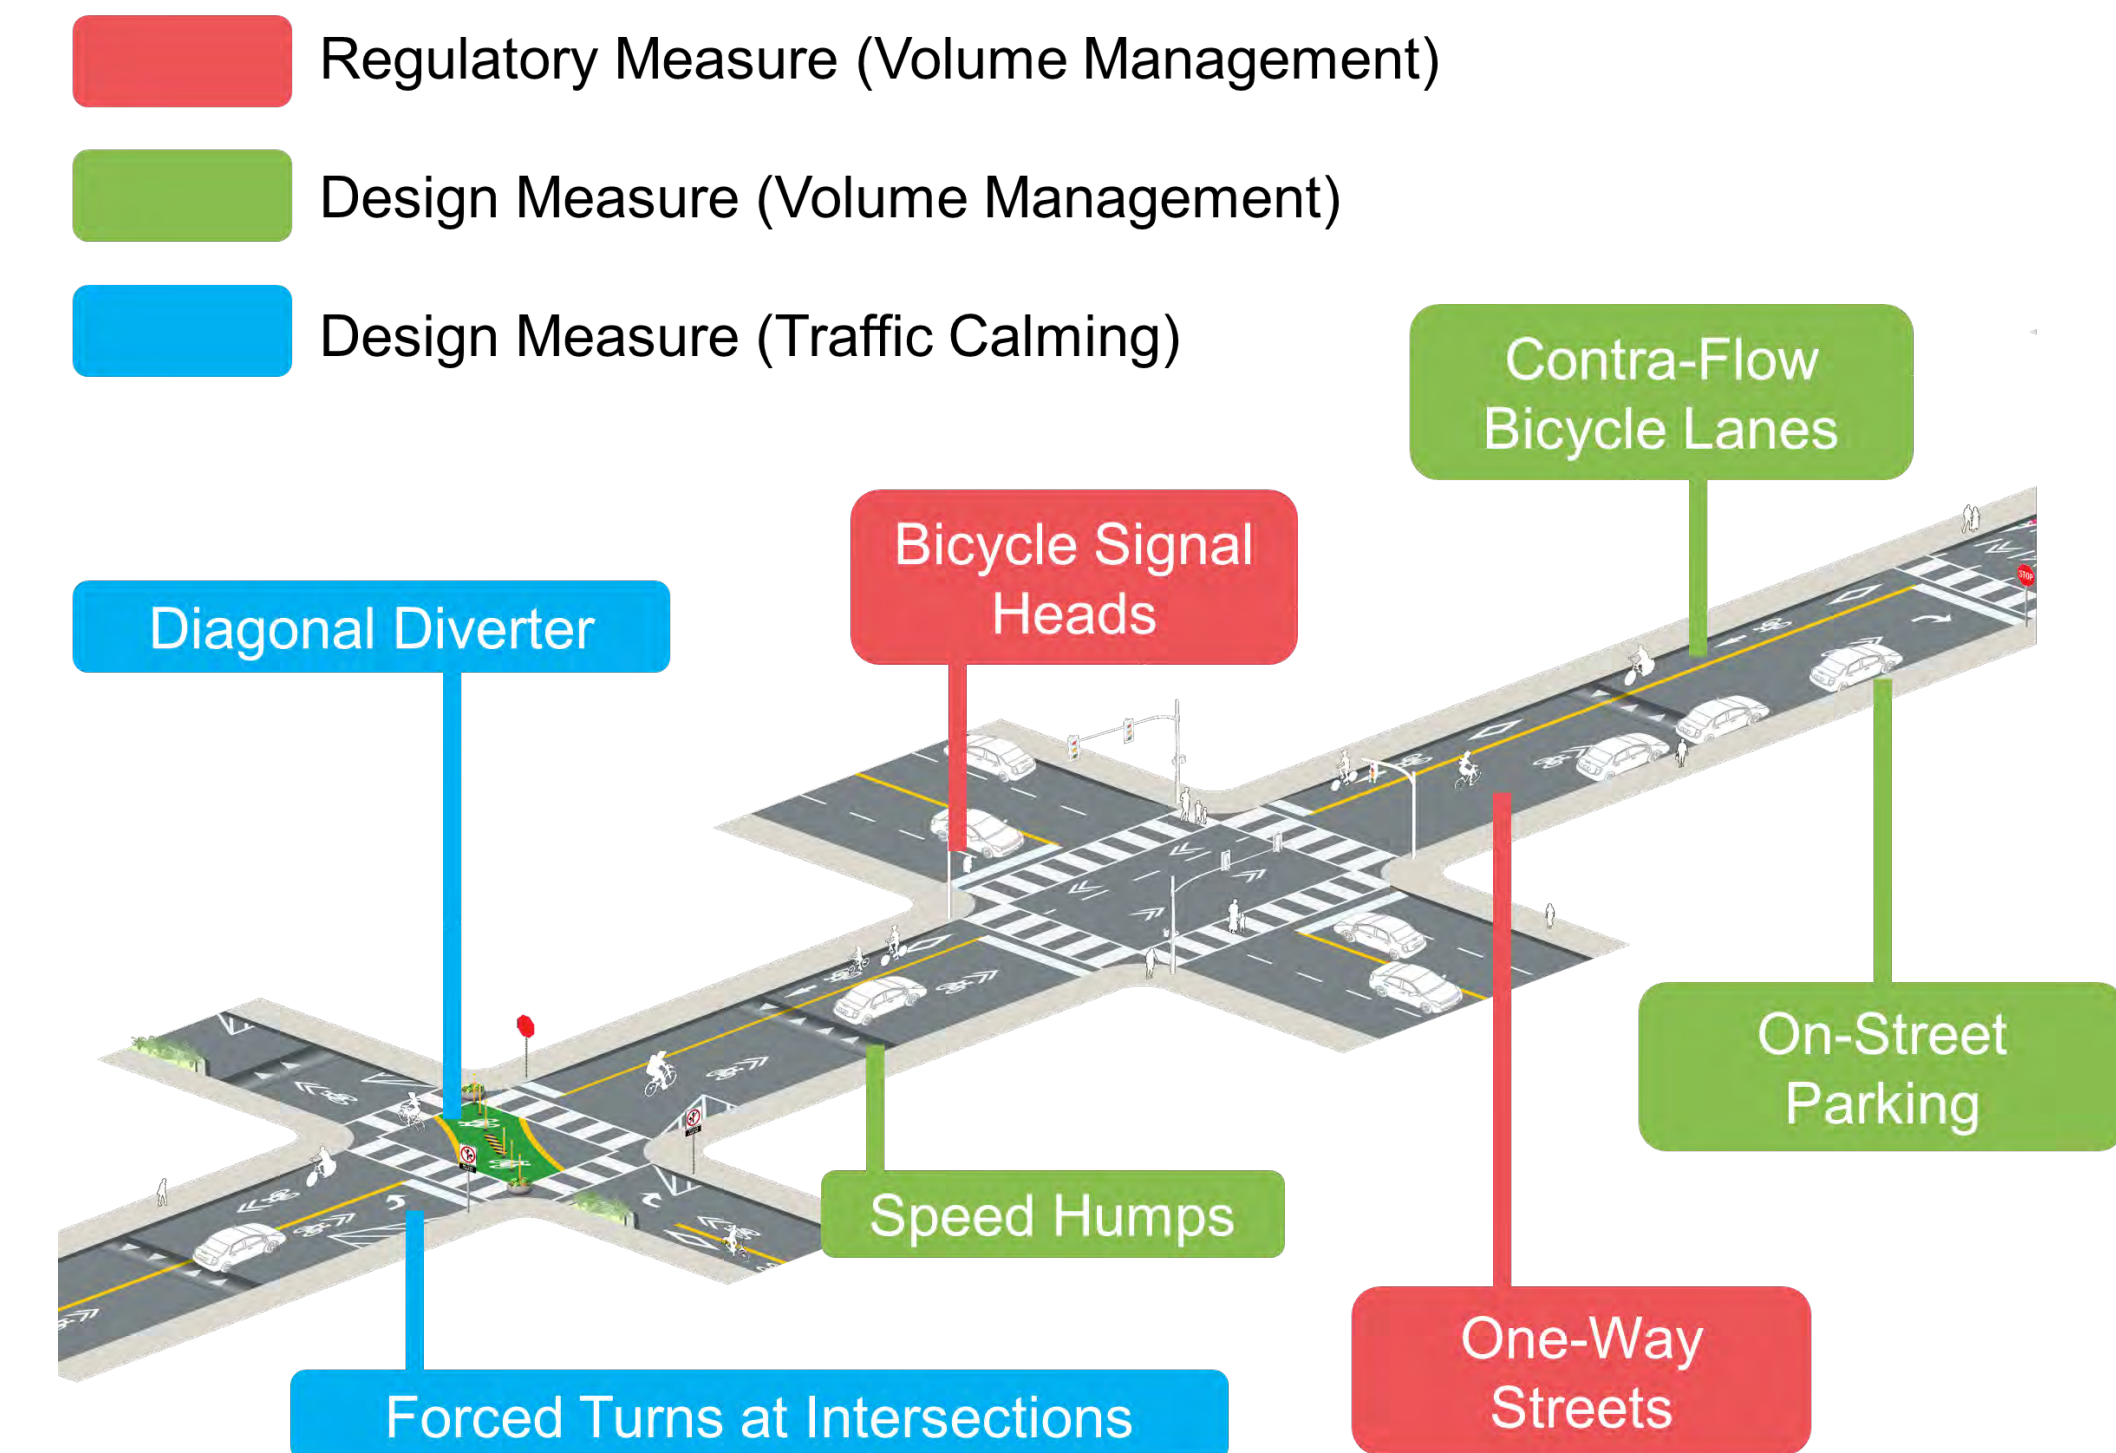 Regulatory Measure (Volume Management)
Design Measure (Volume Management)
Design Measure (Traffic Calming)
Contra-Flow
Bicycle Lanes
Bicycle Signal
Heads
Diagonal Diverter
STOP
On-Street
Parking
Speed Humps
One-Way
Streets
Forced Turns at Intersections